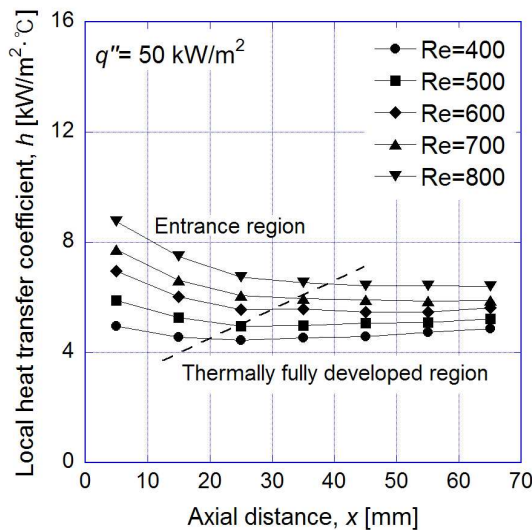 Local heat transfer coefficient, h [kW/m²·℃]
16
12
8
4
0
q″= 50 kW/m²
Re=400
Re=500
Re=600
Re=700
Re=800
Entrance region
Thermally fully developed region
0 10 20 30 40 50 60 70
Axial distance, x [mm]